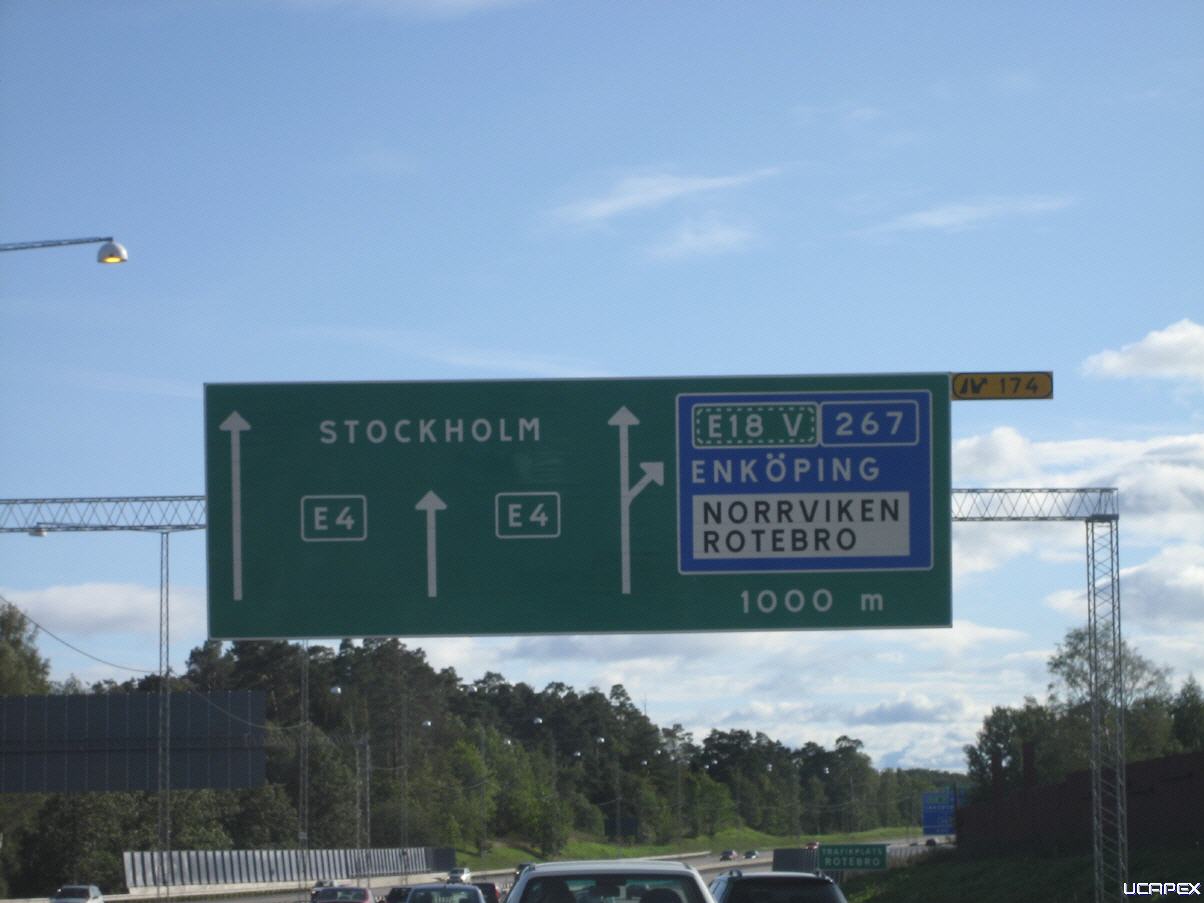 174
STOCKHOLM
E4
E4
E18 V 267
ENKÖPING
NORRVIKEN
ROTEBRO
1000 m
TRAFIKPLATS
ROTEBRO
UCAPEX